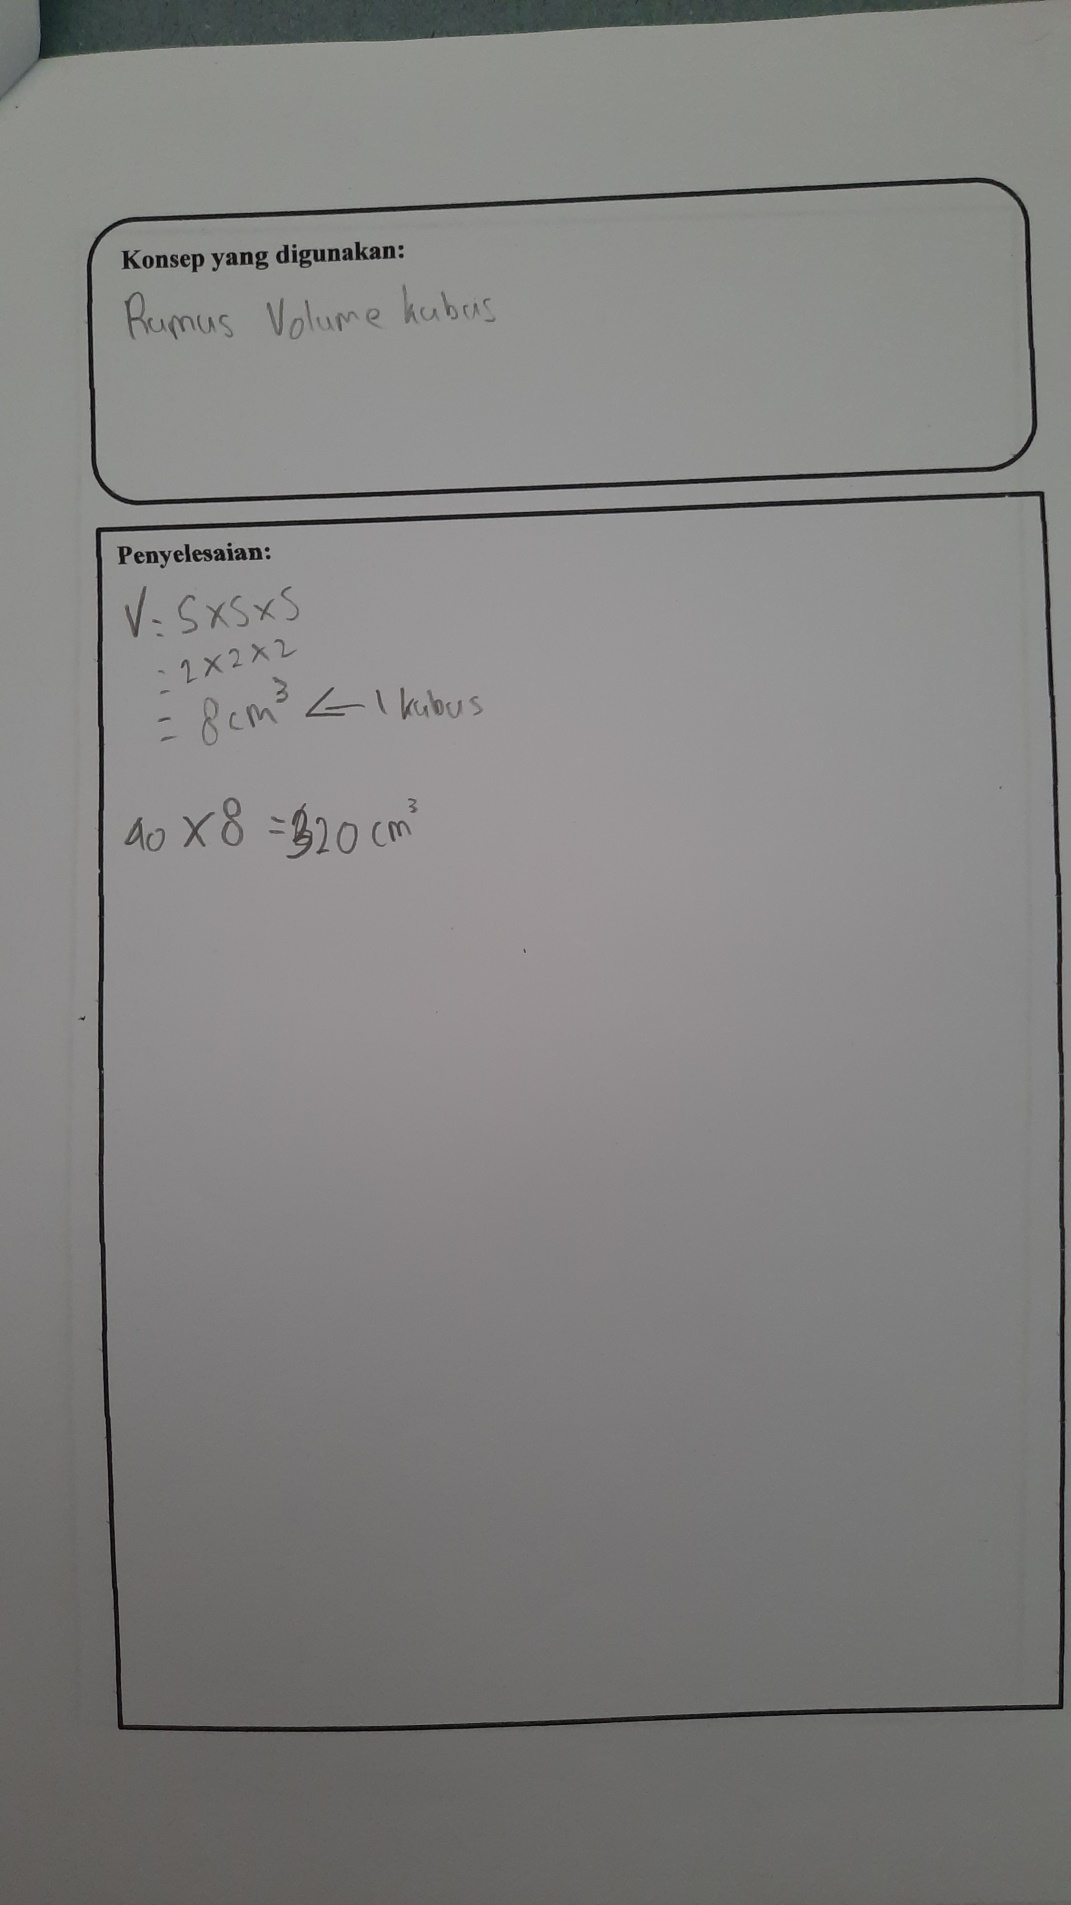 Konsep yang digunakan:
Rumus Volume kubus
Penyelesaian:
V = S x S x S
= 2 x 2 x 2
= 8 cm³ ← 1 kubus
40 x 8 = 320 cm³